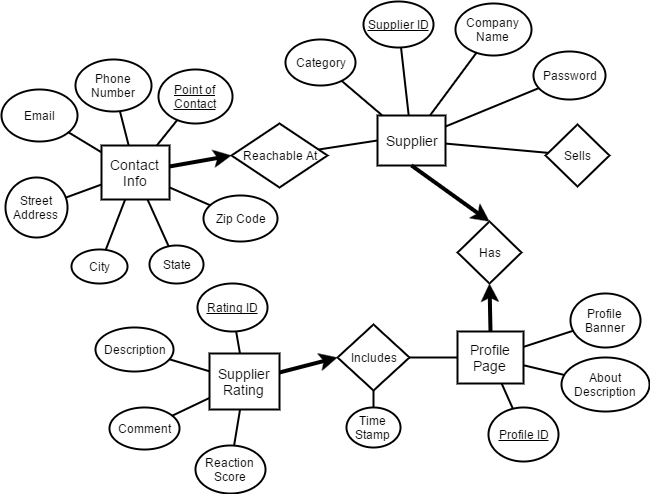 Supplier ID
Company
Name
Category
Password
Phone
Number
Point of
Contact
Email
Contact
Info
Reachable At
Supplier
Sells
Street
Address
Zip Code
City
State
Has
Rating ID
Description
Supplier
Rating
Includes
Profile
Page
Profile
Banner
About
Description
Comment
Time
Stamp
Profile ID
Reaction
Score